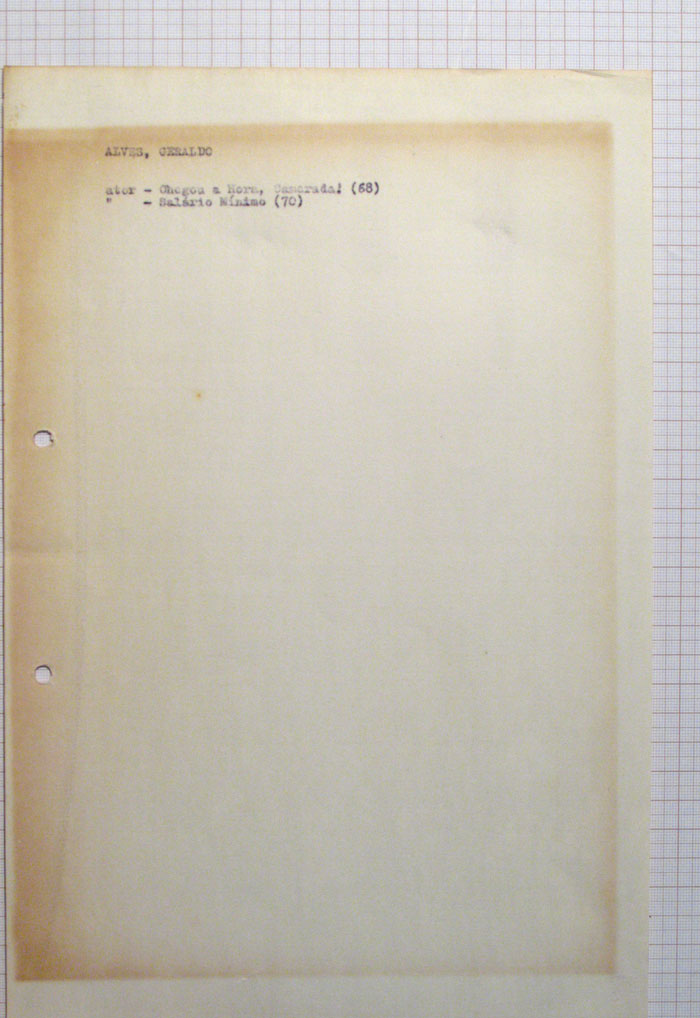 ALVES, GERALDO
ator - Chegou a Hora, Camarada! (68)
" - Salário Mínimo (70)